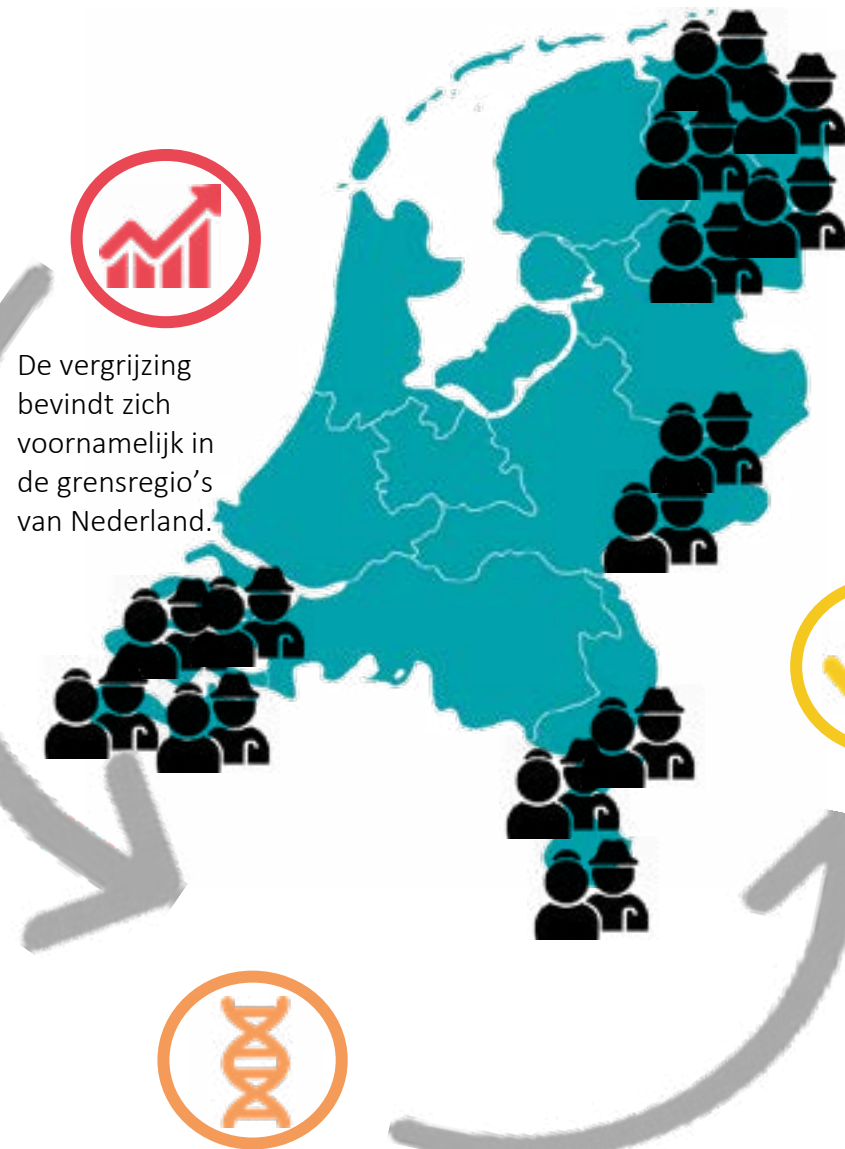 De vergrijzing
bevindt zich
voornamelijk in
de grensregio’s
van Nederland.